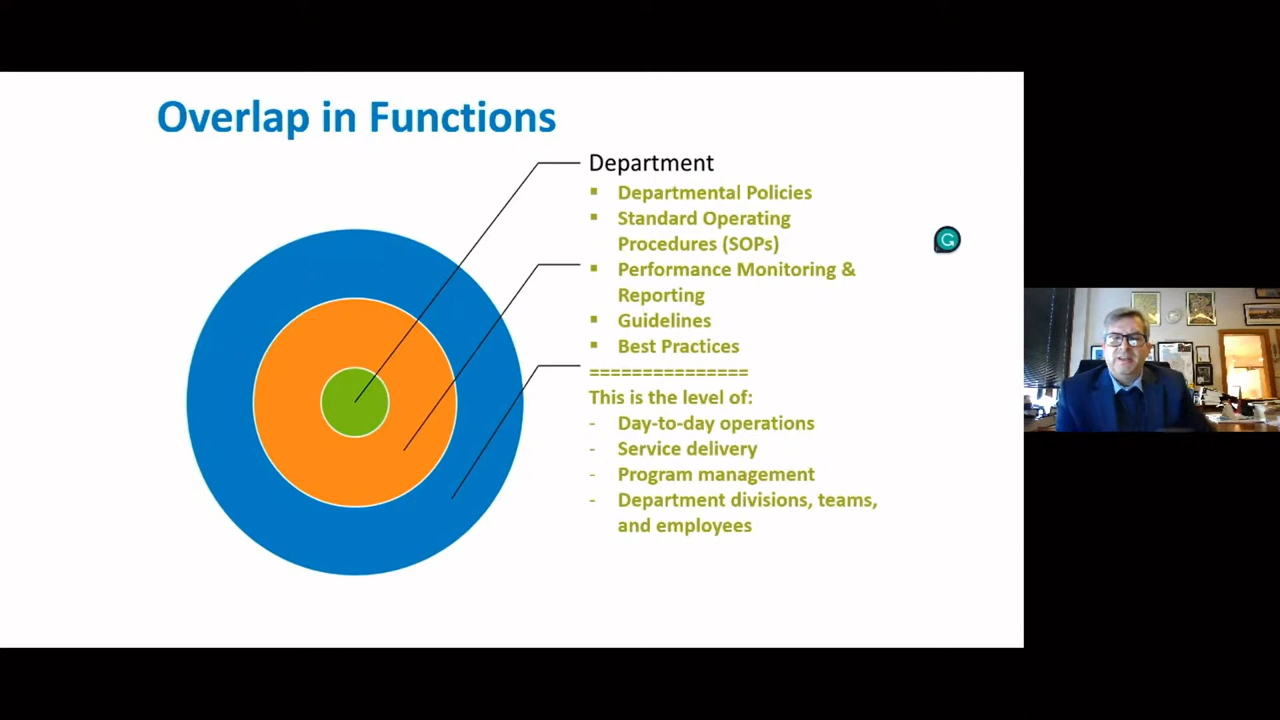 Overlap in Functions
Department
▪ Departmental Policies
▪ Standard Operating
Procedures (SOPs)
▪ Performance Monitoring &
Reporting
▪ Guidelines
▪ Best Practices
===============
This is the level of:
- Day-to-day operations
- Service delivery
- Program management
- Department divisions, teams,
and employees